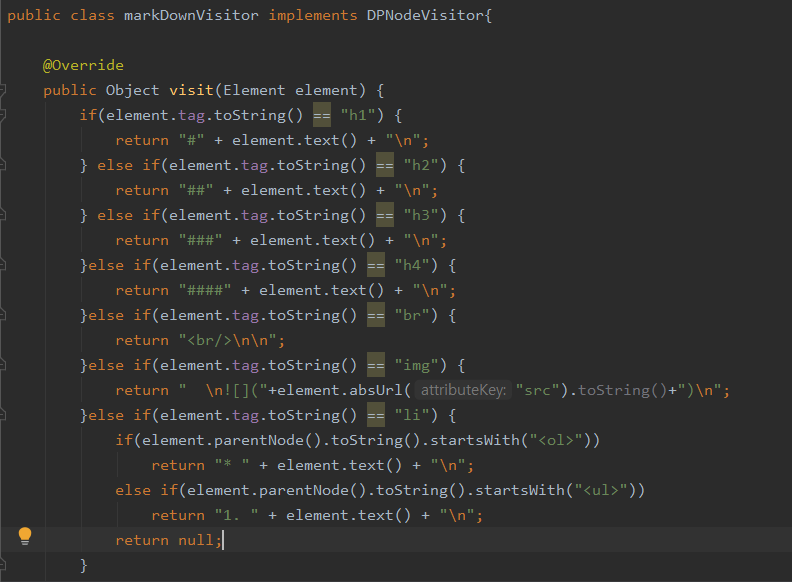 public class markDownVisitor implements DPNodeVisitor{
@Override
public Object visit(Element element) {
if(element.tag.toString() == "h1") {
return "#" + element.text() + "\n";
} else if(element.tag.toString() == "h2") {
return "##" + element.text() + "\n";
} else if(element.tag.toString() == "h3") {
return "###" + element.text() + "\n";
}else if(element.tag.toString() == "h4") {
return "####" + element.text() + "\n";
}else if(element.tag.toString() == "br") {
return "<br/>\n\n";
}else if(element.tag.toString() == "img") {
return "  \n![]("+element.absUrl( attributeKey: "src").toString()+")\n";
}else if(element.tag.toString() == "li") {
if(element.parentNode().toString().startsWith("<ol>"))
return "* " + element.text() + "\n";
else if(element.parentNode().toString().startsWith("<ul>"))
return "1. " + element.text() + "\n";
return null;
}